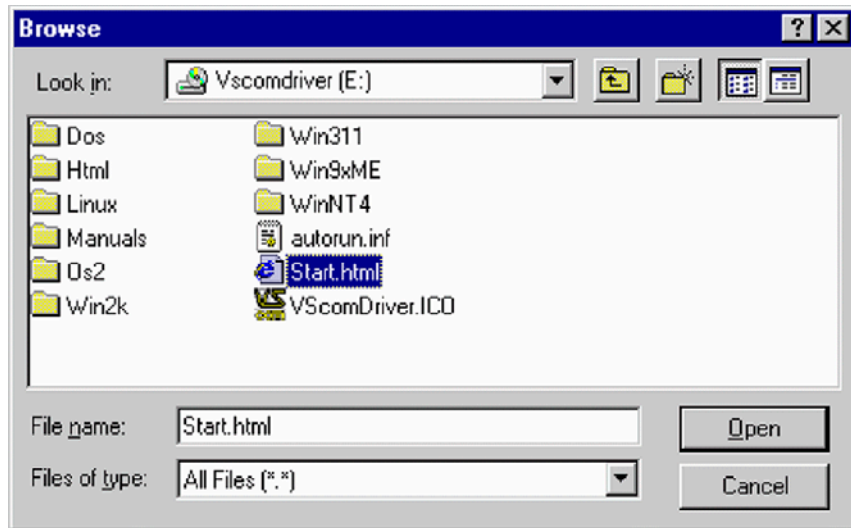 Browse
Look in: Vscomdriver (E:)
Dos Win311
Html Win9xME
Linux WinNT4
Manuals autorun.inf
Os2 Start.html
Win2k VScomDriver.ICO
File name: Start.html Open
Files of type: All Files (*.*) Cancel